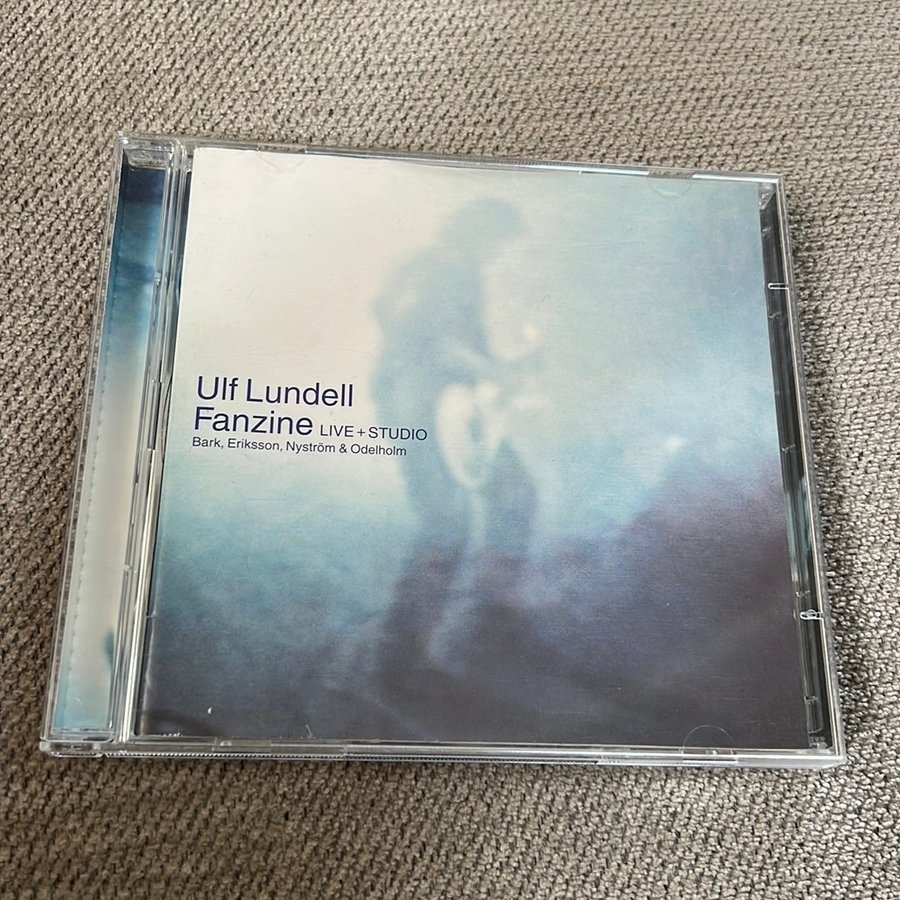 Ulf Lundell
Fanzine LIVE + STUDIO
Bark, Eriksson, Nyström & Odelholm